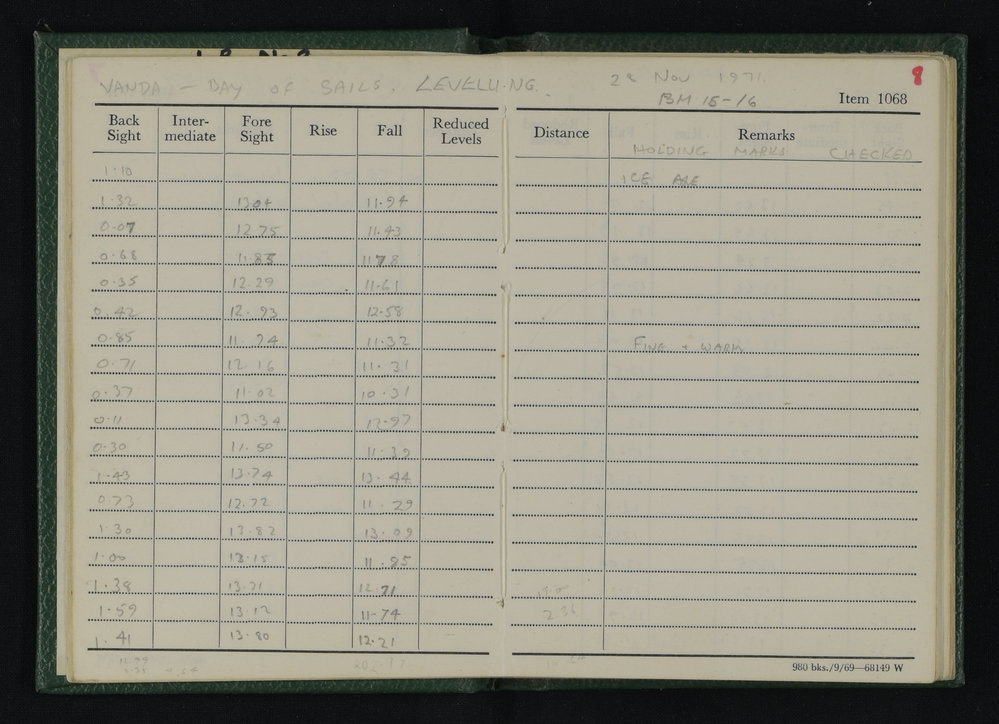 VANDA — BAY OF SAILS. LEVELLING. 28 Nov 1971. 9
BM 15-16 Item 1068
Back Sight Inter-mediate Fore Sight Rise Fall Reduced Levels Distance Remarks
HOLDING MARKS CHECKED
1.10 ICE AXE
1.32 13.04 11.94
0.07 12.75 11.43
0.68 11.85 11.78
0.35 12.29 11.61
0.42 12.93 12.58
0.85 11.74 11.32 FINE + WARM
0.71 12.16 11.31
0.37 11.02 10.31
0.11 13.34 12.97
0.30 11.50 11.39
1.43 13.74 13.44
0.73 12.72 11.29
1.30 13.82 13.09
1.00 13.15 11.85
1.38 13.71 12.71
1.59 13.12 11.74 2 36
1.41 13.80 12.21
980 bks./9/69—68149 W